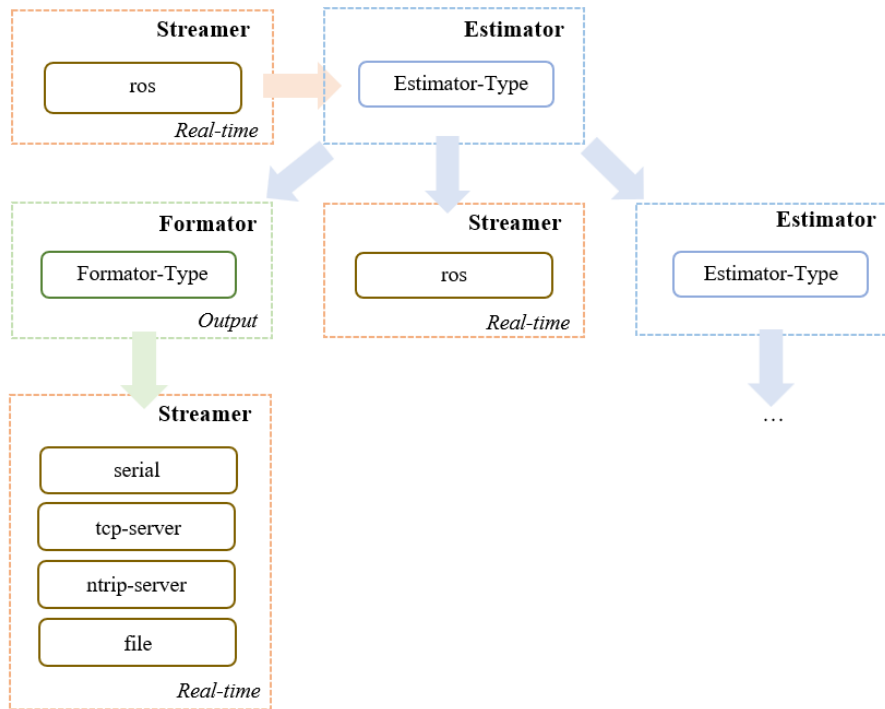 Streamer
ros
Real-time
Estimator
Estimator-Type
Formator
Formator-Type
Output
Streamer
ros
Real-time
Estimator
Estimator-Type
…
Streamer
serial
tcp-server
ntrip-server
file
Real-time